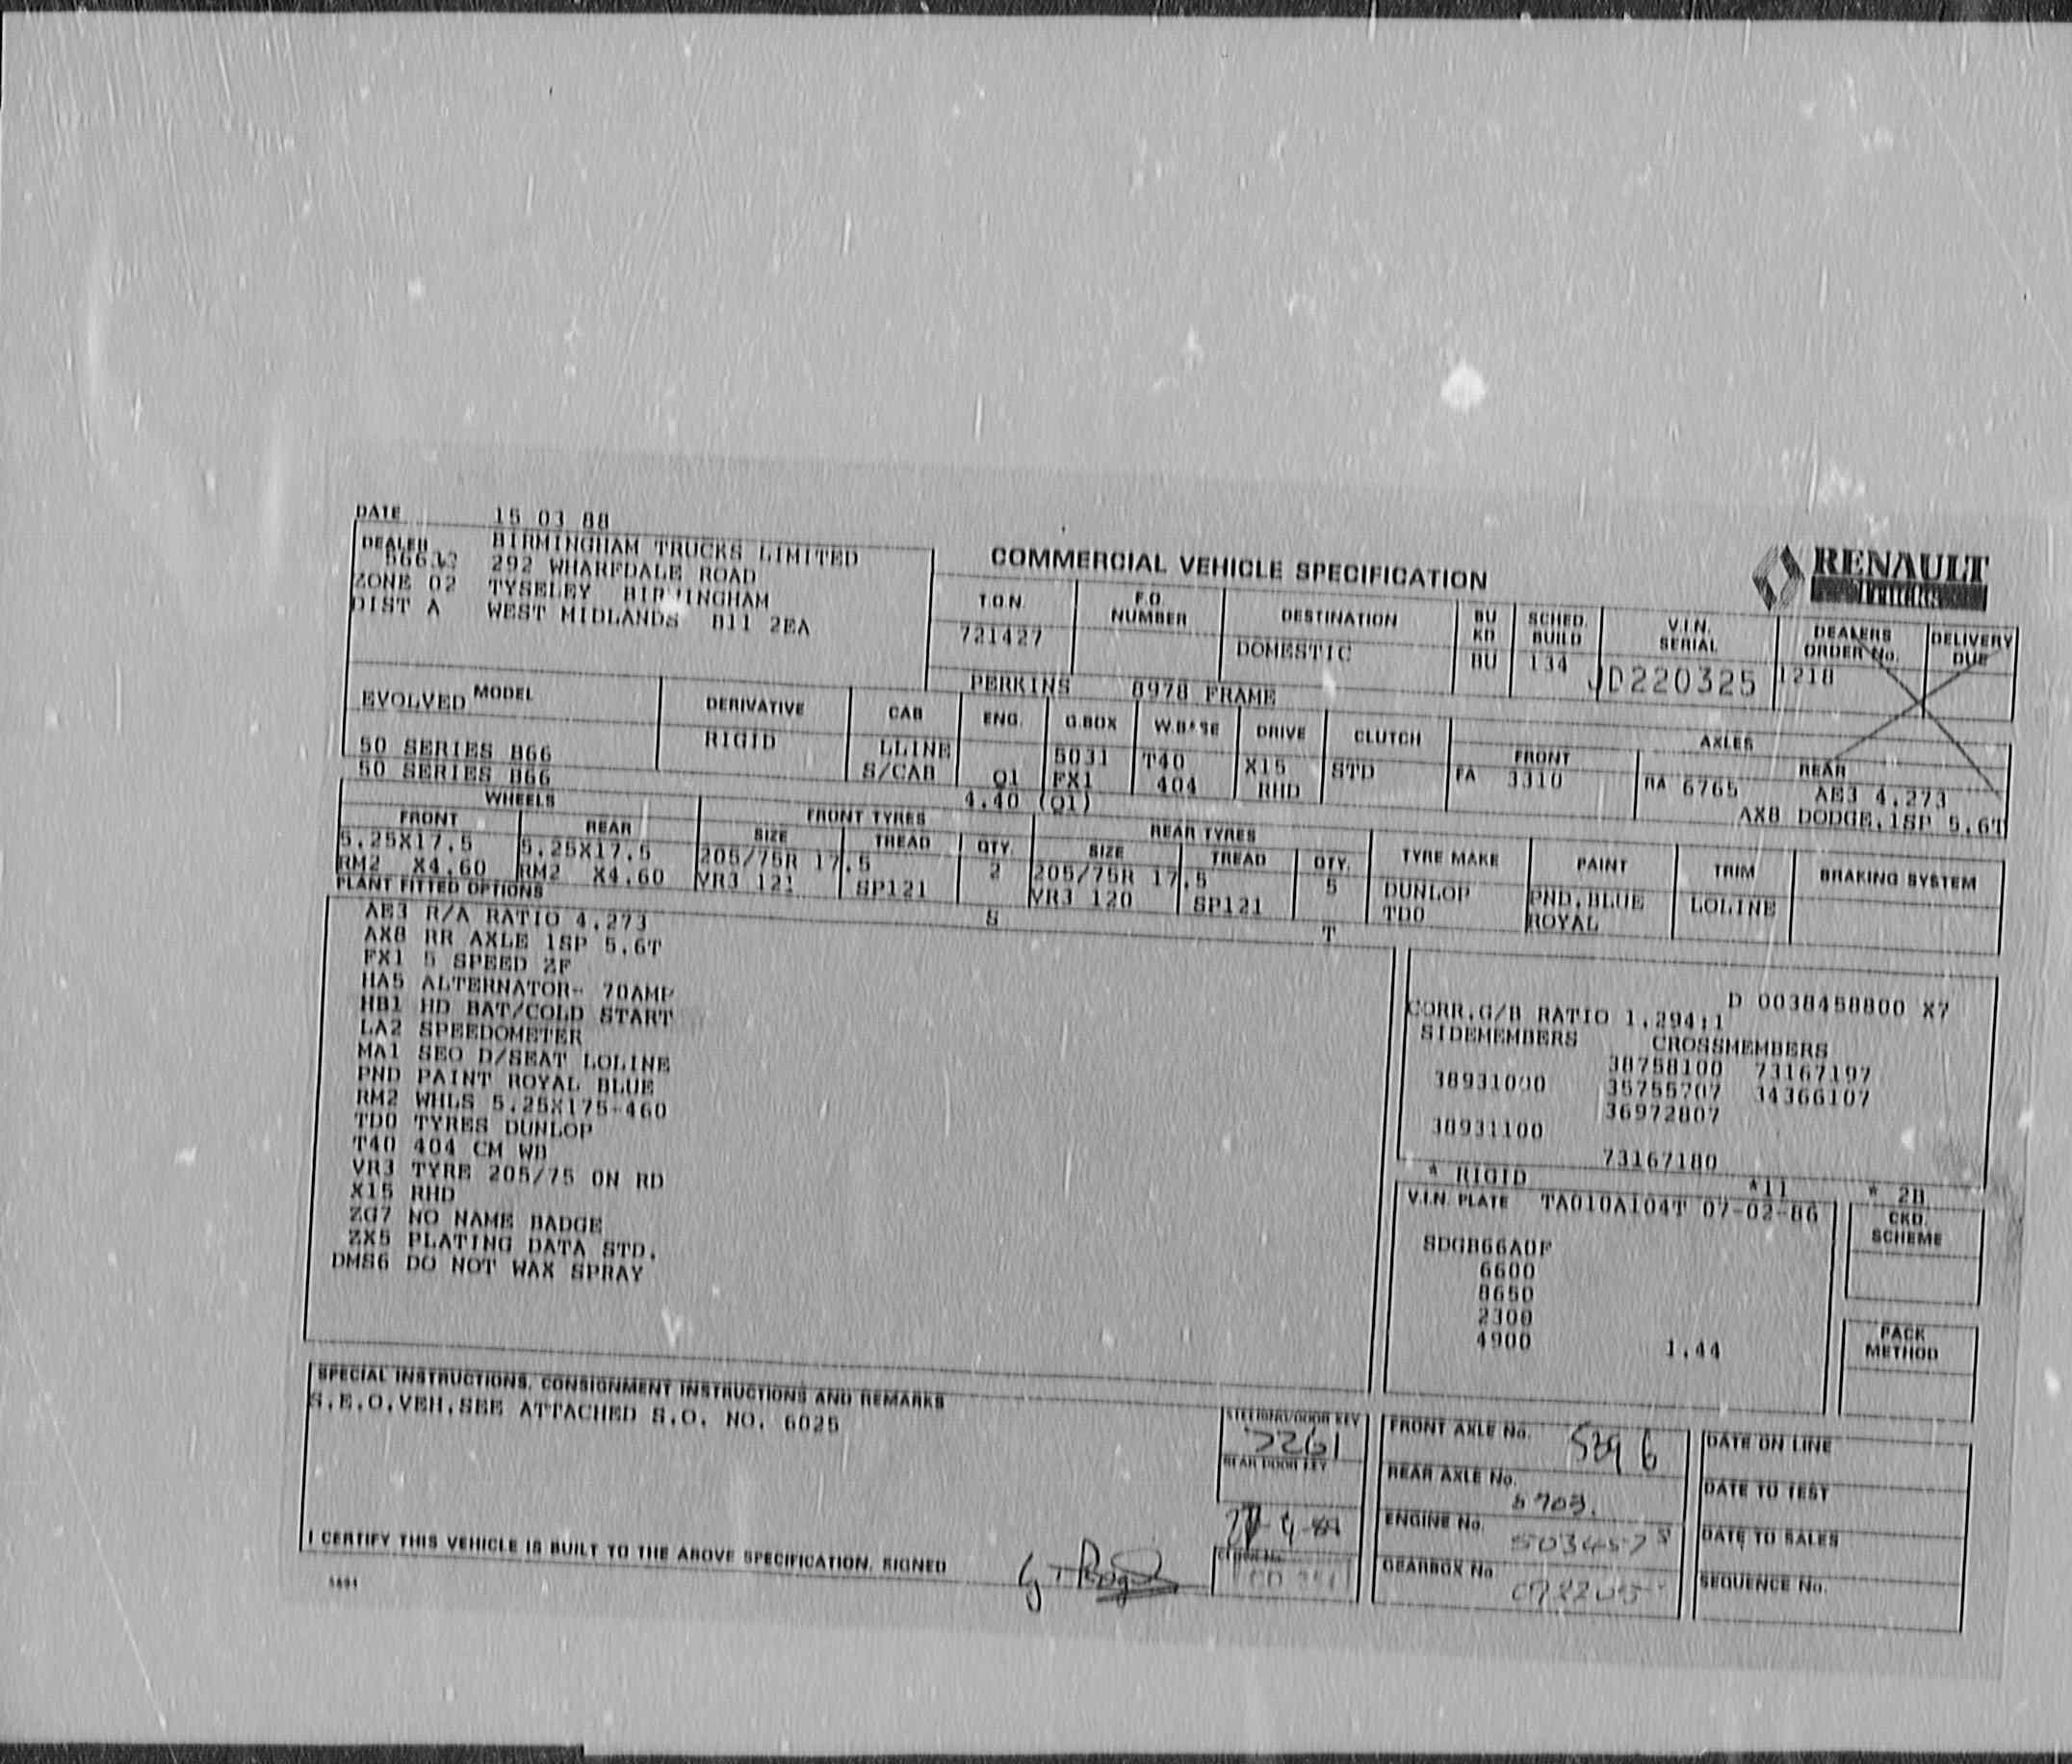 DATE 15 03 88
DEALER BIRMINGHAM TRUCKS LIMITED
292 WHARFDALE ROAD
ZONE 02 TYSELEY BIRMINGHAM
DIST A WEST MIDLANDS B11 2EA
COMMERCIAL VEHICLE SPECIFICATION
RENAULT
Trucks
T.O.N. F.O. NUMBER DESTINATION BU KD SCHED. BUILD V.I.N. SERIAL DEALERS ORDER No. DELIVERY DUE
721427 DOMESTIC BU 134 JD220325 1218
PERKINS 8978 FRAME
MODEL DERIVATIVE CAB ENG. G.BOX W.BASE DRIVE CLUTCH AXLES
FRONT REAR
EVOLVED
50 SERIES B66 RIGID LLINE 5031 T40 X15 STD FA 3310 RA 6765 AE3 4.273
50 SERIES B66 S/CAB Q1 FX1 404 RHD AX8 DODGE,1SP 5.6T
4.40 (Q1)
WHEELS FRONT TYRES REAR TYRES
FRONT REAR SIZE TREAD QTY. SIZE TREAD QTY. TYRE MAKE PAINT TRIM BRAKING SYSTEM
5.25X17.5 5.25X17.5 205/75R 17.5 2 205/75R 17.5 5 DUNLOP PND,BLUE LOLINE
RM2 X4.60 RM2 X4.60 VR3 121 SP121 VR3 120 SP121 TD0 ROYAL
PLANT FITTED OPTIONS S T
AE3 R/A RATIO 4.273
AX8 RR AXLE 1SP 5.6T
FX1 5 SPEED ZF
HA5 ALTERNATOR- 70AMP
HB1 HD BAT/COLD START
LA2 SPEEDOMETER
MA1 SEO D/SEAT LOLINE
PND PAINT ROYAL BLUE
RM2 WHLS 5.25X175-460
TD0 TYRES DUNLOP
T40 404 CM WB
VR3 TYRE 205/75 ON RD
X15 RHD
ZG7 NO NAME BADGE
ZX5 PLATING DATA STD.
DMS6 DO NOT WAX SPRAY
D 0038458800 X7
CORR.G/B RATIO 1.294:1
SIDEMEMBERS CROSSMEMBERS
38758100 73167197
38931000 35755707 34366107
36972807
38931100
73167180
* RIGID *11 * 2B
V.I.N. PLATE TA010A104T 07-02-86
CKD. SCHEME
SDGB66A0F
6600
8650
2300
4900 1.44
PACK METHOD
SPECIAL INSTRUCTIONS, CONSIGNMENT INSTRUCTIONS AND REMARKS
S.E.O.VEH.SEE ATTACHED S.O. NO. 6025
STEERING/DOOR KEY
REAR DOOR KEY
FRONT AXLE No.
REAR AXLE No.
ENGINE No.
GEARBOX No
DATE ON LINE
DATE TO TEST
DATE TO SALES
SEQUENCE No.
I CERTIFY THIS VEHICLE IS BUILT TO THE ABOVE SPECIFICATION. SIGNED